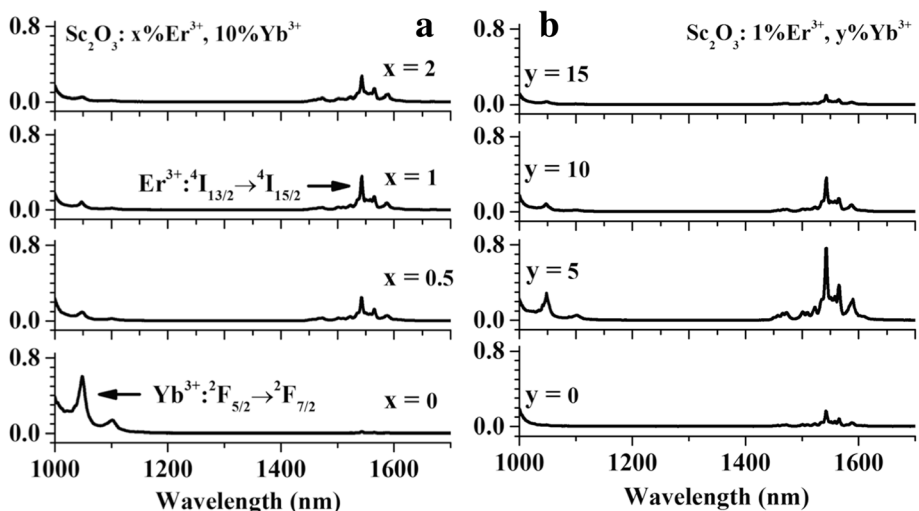 a
Sc₂O₃: x%Er³⁺, 10%Yb³⁺
x = 2
0.8
0.0
Er³⁺:⁴I₁₃/₂→⁴I₁₅/₂
x = 1
0.8
0.0
x = 0.5
0.8
0.0
Yb³⁺:²F₅/₂→²F₇/₂
x = 0
0.8
0.0
1000 1200 1400 1600
Wavelength (nm)
b
Sc₂O₃: 1%Er³⁺, y%Yb³⁺
y = 15
0.8
0.0
y = 10
0.8
0.0
y = 5
0.8
0.0
y = 0
0.8
0.0
1000 1200 1400 1600
Wavelength (nm)